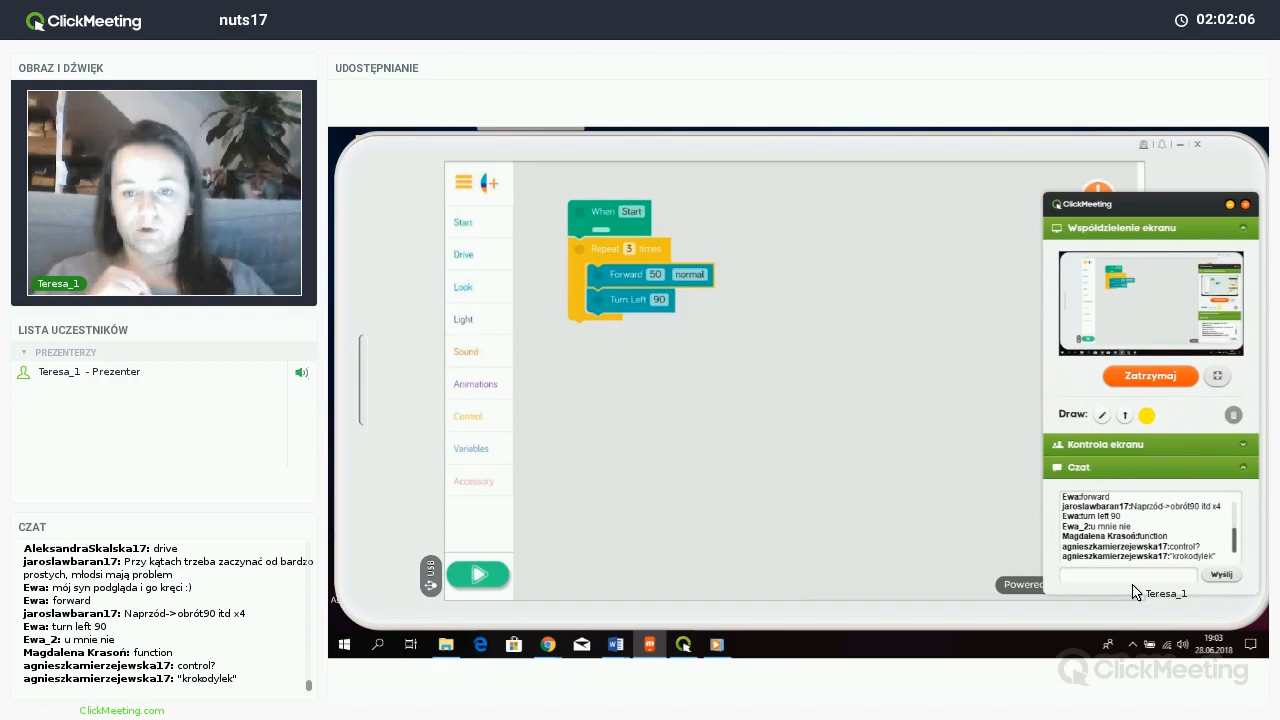 ClickMeeting
nuts17
02:02:06
OBRAZ I DŹWIĘK
Teresa_1
LISTA UCZESTNIKÓW
PREZENTERZY
Teresa_1 - Prezenter
CZAT
AleksandraSkalska17: drive
jaroslawbaran17: Przy kątach trzeba zaczynać od bardzo
prostych, młodsi mają problem
Ewa: mój syn podgląda i go kręci :)
Ewa: forward
jaroslawbaran17: Naprzód->obrót90 itd x4
Ewa: turn left 90
Ewa_2: u mnie nie
Magdalena Krasoń: function
agnieszkamierzejewska17: control?
agnieszkamierzejewska17: "krokodylek"
ClickMeeting.com
UDOSTĘPNIANIE
Start
Drive
Look
Light
Sound
Animations
Control
Variables
Accessory
When Start
Repeat 3 times
Forward 50 normal
Turn Left 90
USB
Powered
ClickMeeting
Współdzielenie ekranu
Zatrzymaj
Draw:
Kontrola ekranu
Czat
Ewa:forward
jaroslawbaran17:Naprzód->obrót90 itd x4
Ewa:turn left 90
Ewa_2:u mnie nie
Magdalena Krasoń:function
agnieszkamierzejewska17:control?
agnieszkamierzejewska17:"krokodylek"
Wyślij
Teresa_1
19:03
28.06.2018
ClickMeeting